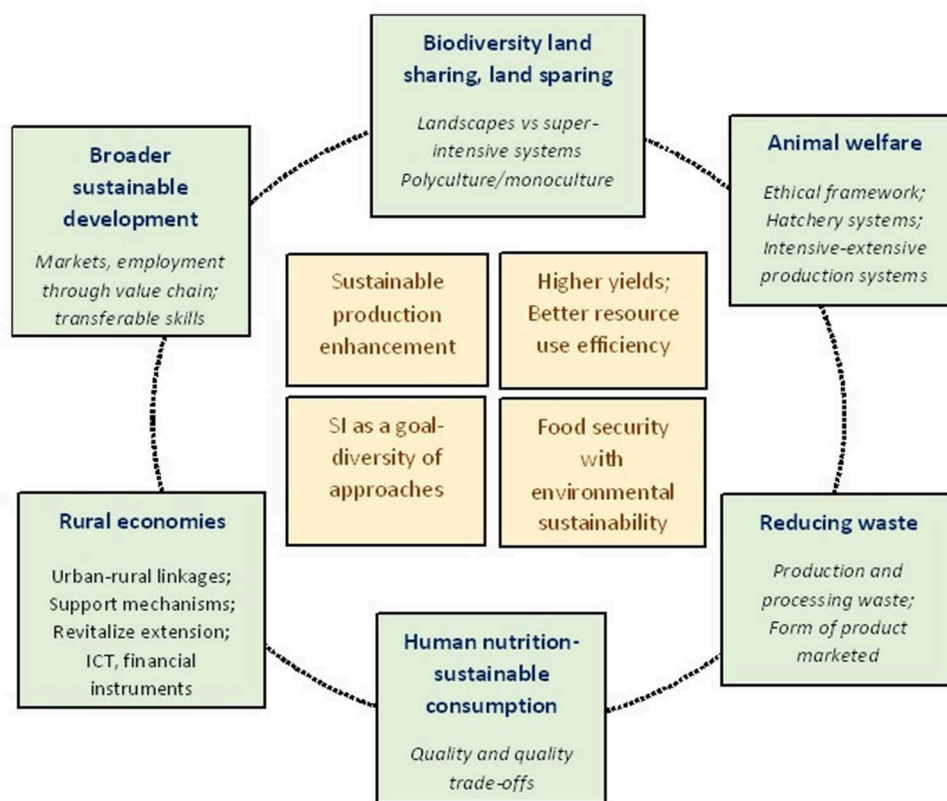 Biodiversity land
sharing, land sparing
Landscapes vs super-
intensive systems
Polyculture/monoculture
Broader
sustainable
development
Markets, employment
through value chain;
transferable skills
Animal welfare
Ethical framework;
Hatchery systems;
Intensive-extensive
production systems
Sustainable
production
enhancement
Higher yields;
Better resource
use efficiency
SI as a goal-
diversity of
approaches
Food security
with
environmental
sustainability
Rural economies
Urban-rural linkages;
Support mechanisms;
Revitalize extension;
ICT, financial
instruments
Reducing waste
Production and
processing waste;
Form of product
marketed
Human nutrition-
sustainable
consumption
Quality and quality
trade-offs